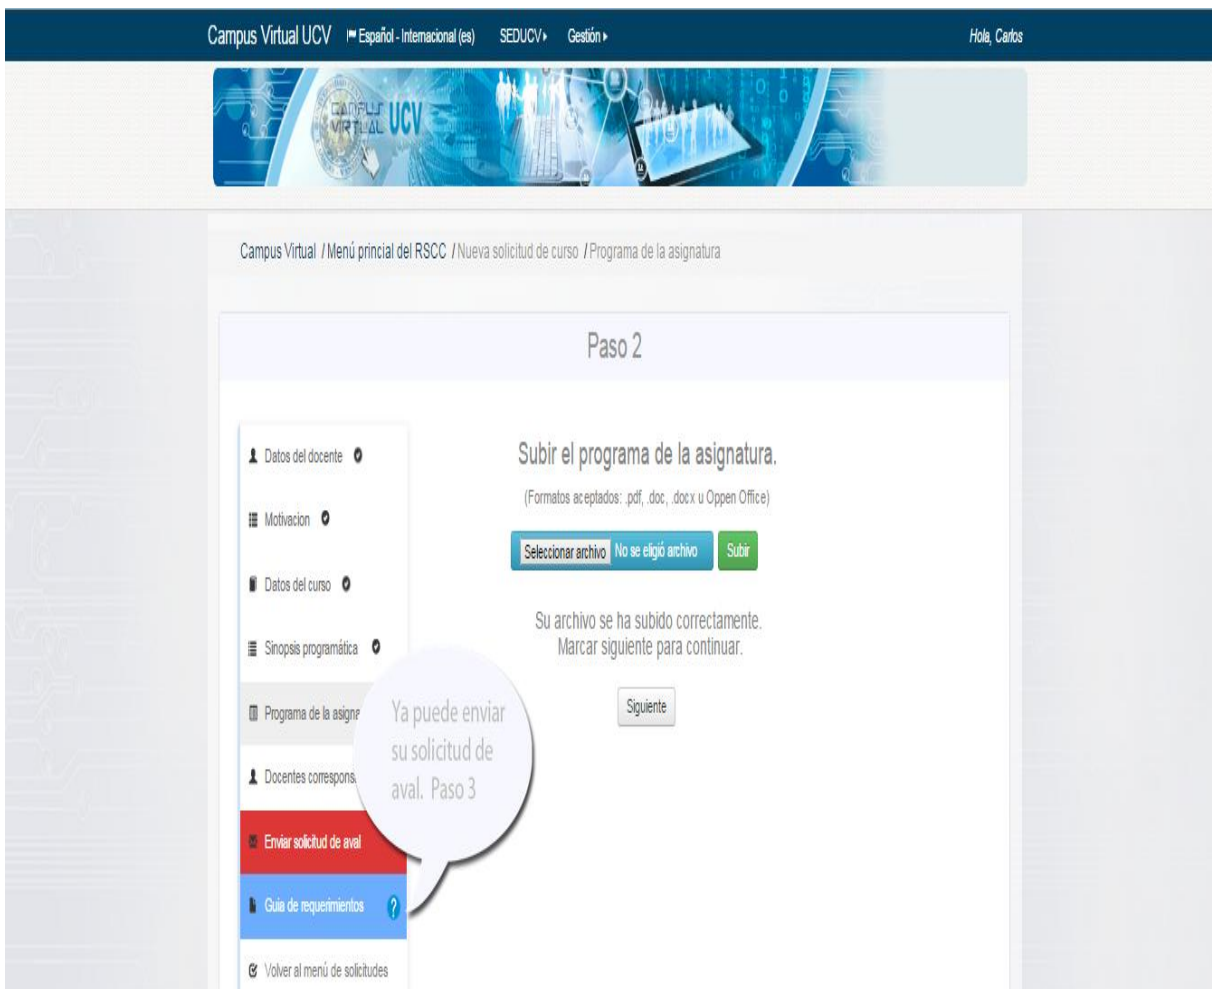 Campus Virtual UCV Español - Internacional (es) SEDUCV Gestión Hola, Carlos
CAMPUS
VIRTUAL UCV
Campus Virtual / Menú princial del RSCC / Nueva solicitud de curso / Programa de la asignatura
Paso 2
Datos del docente
Motivacion
Datos del curso
Sinopsis programática
Programa de la asigna
Docentes correspons
Enviar solicitud de aval
Guia de requerimientos ?
Volver al menú de solicitudes
Subir el programa de la asignatura.
(Formatos aceptados: .pdf, .doc, .docx u Oppen Office)
Seleccionar archivo No se eligió archivo Subir
Su archivo se ha subido correctamente.
Marcar siguiente para continuar.
Siguiente
Ya puede enviar
su solicitud de
aval. Paso 3